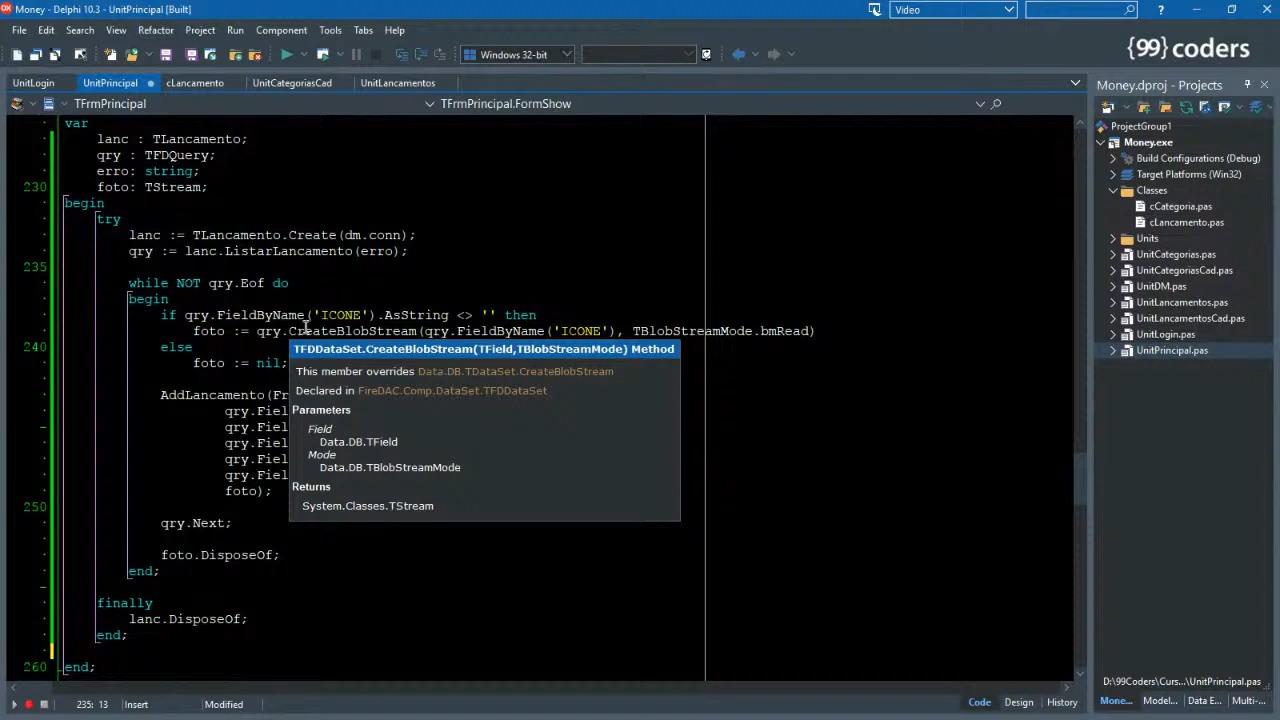 DX Money - Delphi 10.3 - UnitPrincipal [Built]
Video
?
File Edit Search View Refactor Project Run Component Tools Tabs Help
Windows 32-bit
{99}coders
UnitLogin UnitPrincipal cLancamento UnitCategoriasCad UnitLancamentos
TFrmPrincipal TFrmPrincipal.FormShow
var
lanc : TLancamento;
qry : TFDQuery;
erro: string;
230 foto: TStream;
begin
try
lanc := TLancamento.Create(dm.conn);
235 qry := lanc.ListarLancamento(erro);
while NOT qry.Eof do
begin
if qry.FieldByName('ICONE').AsString <> '' then
foto := qry.CreateBlobStream(qry.FieldByName('ICONE'), TBlobStreamMode.bmRead)
240 else
foto := nil;
AddLancamento(Fr
qry.Fiel
qry.Fiel
qry.Fiel
qry.Fiel
qry.Fiel
foto);
250
qry.Next;
foto.DisposeOf;
end;
finally
lanc.DisposeOf;
end;
260 end;
TFDDataSet.CreateBlobStream(TField,TBlobStreamMode) Method
This member overrides Data.DB.TDataSet.CreateBlobStream
Declared in FireDAC.Comp.DataSet.TFDDataSet
Parameters
Field
Data.DB.TField
Mode
Data.DB.TBlobStreamMode
Returns
System.Classes.TStream
235: 13 Insert Modified Code Design History
Money.dproj - Projects
ProjectGroup1
Money.exe
Build Configurations (Debug)
Target Platforms (Win32)
Classes
cCategoria.pas
cLancamento.pas
Units
UnitCategorias.pas
UnitCategoriasCad.pas
UnitDM.pas
UnitLancamentos.pas
UnitLancamentosCad.pas
UnitLogin.pas
UnitPrincipal.pas
D:\99Coders\Curs...\UnitPrincipal.pas
Mone... Model... Data E... Multi-...